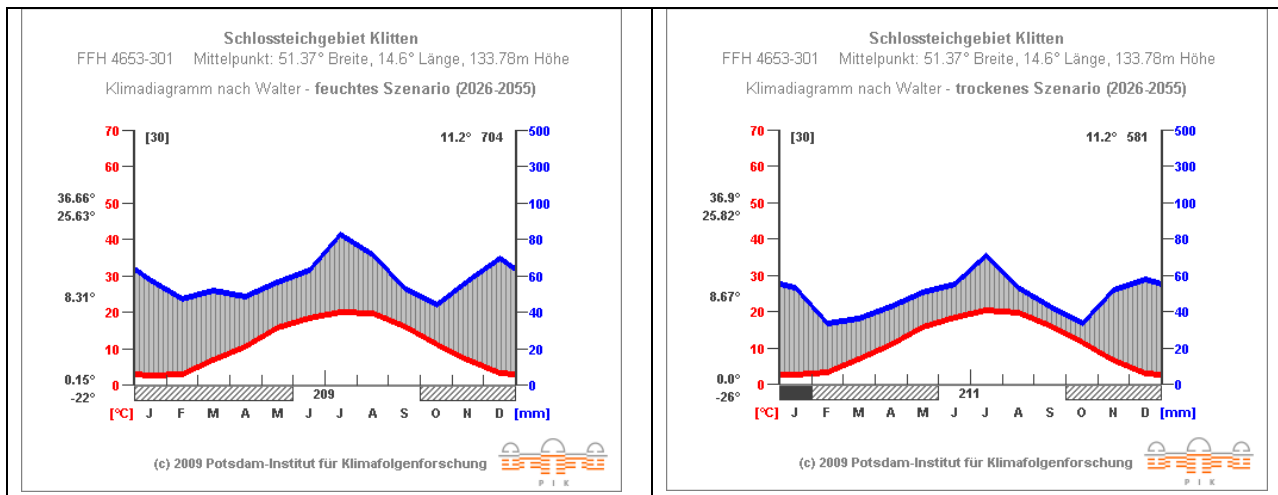 Schlossteichgebiet Klitten
FFH 4653-301 Mittelpunkt: 51.37° Breite, 14.6° Länge, 133.78m Höhe
Klimadiagramm nach Walter - feuchtes Szenario (2026-2055)
70 [30] 11.2° 704 500
60 300
36.66° 50 100
25.63°
40 80
30 60
8.31°
20 40
10 20
0.15° 0 0
-22° 209
[°C] J F M A M J J A S O N D [mm]
(c) 2009 Potsdam-Institut für Klimafolgenforschung
P I K
Schlossteichgebiet Klitten
FFH 4653-301 Mittelpunkt: 51.37° Breite, 14.6° Länge, 133.78m Höhe
Klimadiagramm nach Walter - trockenes Szenario (2026-2055)
70 [30] 11.2° 581 500
60 300
36.9° 50 100
25.82°
40 80
30 60
8.67°
20 40
10 20
0.0° 0 0
-26° 211
[°C] J F M A M J J A S O N D [mm]
(c) 2009 Potsdam-Institut für Klimafolgenforschung
P I K